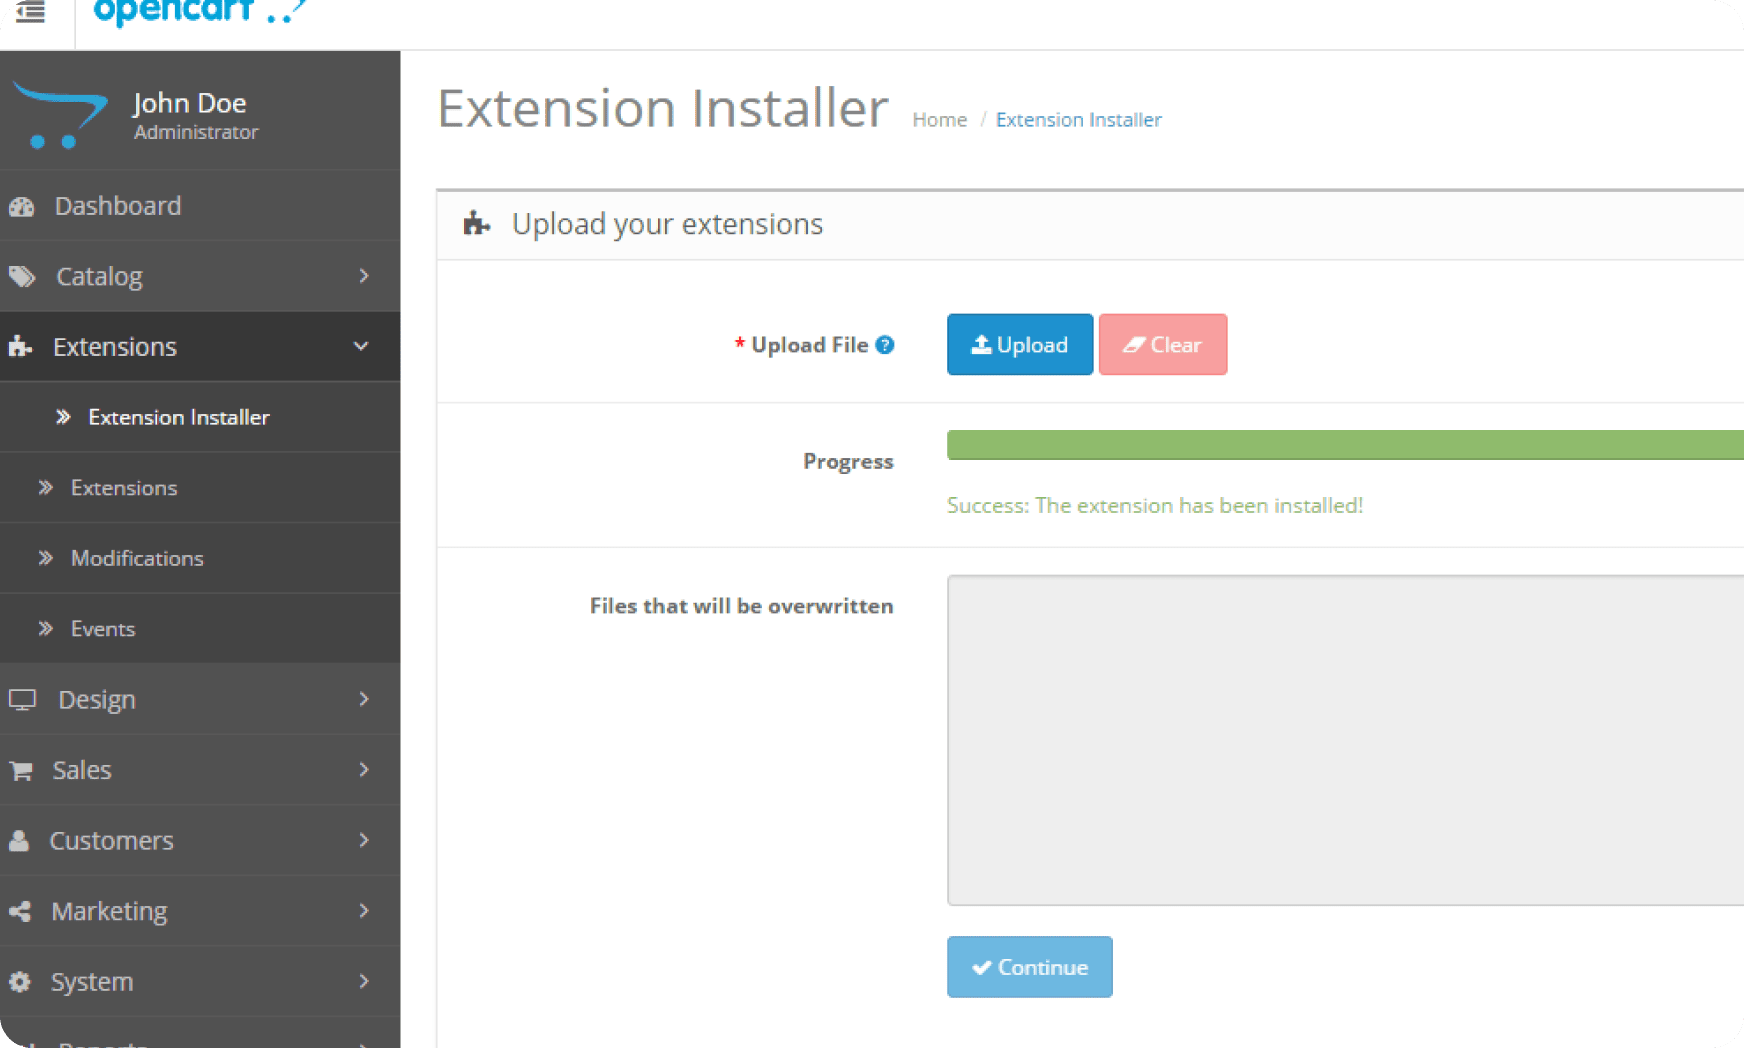 opencart
John Doe
Administrator
Dashboard
Catalog
Extensions
Extension Installer
Extensions
Modifications
Events
Design
Sales
Customers
Marketing
System
Reports
Extension Installer
Home / Extension Installer
Upload your extensions
* Upload File ?
Upload
Clear
Progress
Success: The extension has been installed!
Files that will be overwritten
Continue